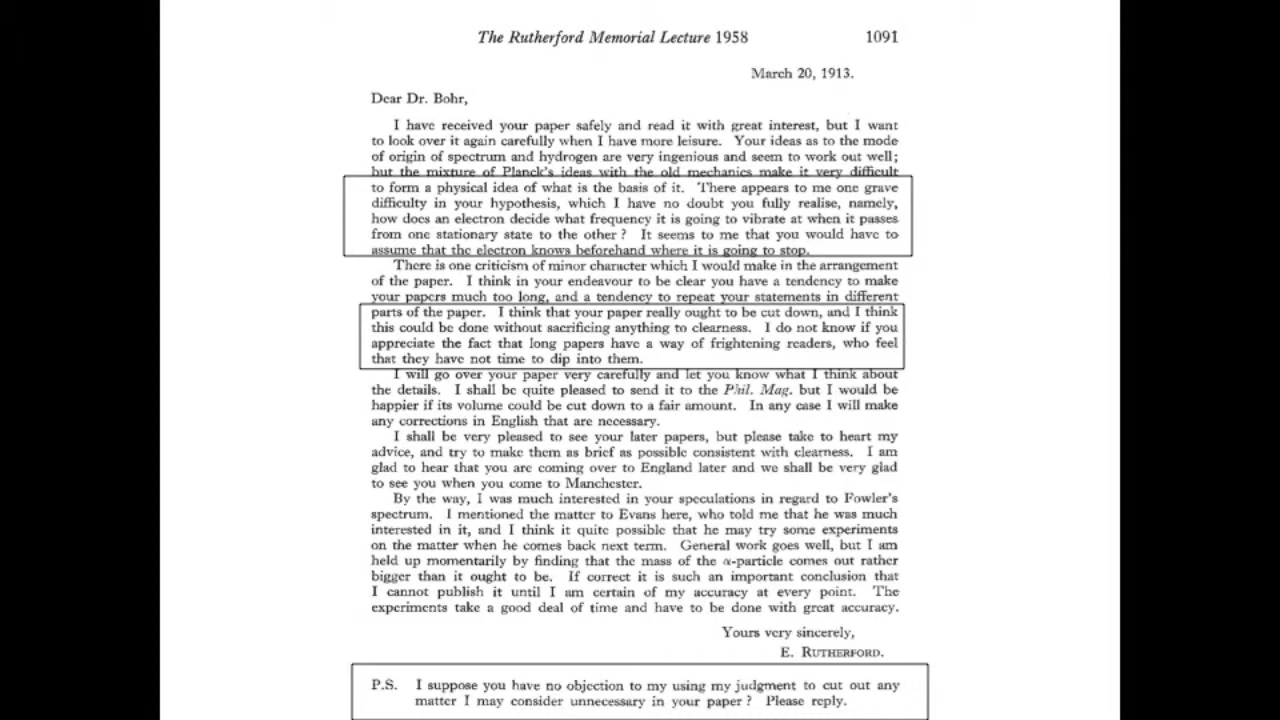 The Rutherford Memorial Lecture 1958 1091
March 20, 1913.
Dear Dr. Bohr,
I have received your paper safely and read it with great interest, but I want
to look over it again carefully when I have more leisure. Your ideas as to the mode
of origin of spectrum and hydrogen are very ingenious and seem to work out well;
but the mixture of Planck's ideas with the old mechanics make it very difficult
to form a physical idea of what is the basis of it. There appears to me one grave
difficulty in your hypothesis, which I have no doubt you fully realise, namely,
how does an electron decide what frequency it is going to vibrate at when it passes
from one stationary state to the other? It seems to me that you would have to
assume that the electron knows beforehand where it is going to stop.
There is one criticism of minor character which I would make in the arrangement
of the paper. I think in your endeavour to be clear you have a tendency to make
your papers much too long, and a tendency to repeat your statements in different
parts of the paper. I think that your paper really ought to be cut down, and I think
this could be done without sacrificing anything to clearness. I do not know if you
appreciate the fact that long papers have a way of frightening readers, who feel
that they have not time to dip into them.
I will go over your paper very carefully and let you know what I think about
the details. I shall be quite pleased to send it to the Phil. Mag. but I would be
happier if its volume could be cut down to a fair amount. In any case I will make
any corrections in English that are necessary.
I shall be very pleased to see your later papers, but please take to heart my
advice, and try to make them as brief as possible consistent with clearness. I am
glad to hear that you are coming over to England later and we shall be very glad
to see you when you come to Manchester.
By the way, I was much interested in your speculations in regard to Fowler's
spectrum. I mentioned the matter to Evans here, who told me that he was much
interested in it, and I think it quite possible that he may try some experiments
on the matter when he comes back next term. General work goes well, but I am
held up momentarily by finding that the mass of the α-particle comes out rather
bigger than it ought to be. If correct it is such an important conclusion that
I cannot publish it until I am certain of my accuracy at every point. The
experiments take a good deal of time and have to be done with great accuracy.
Yours very sincerely,
E. RUTHERFORD.
P.S. I suppose you have no objection to my using my judgment to cut out any
matter I may consider unnecessary in your paper? Please reply.